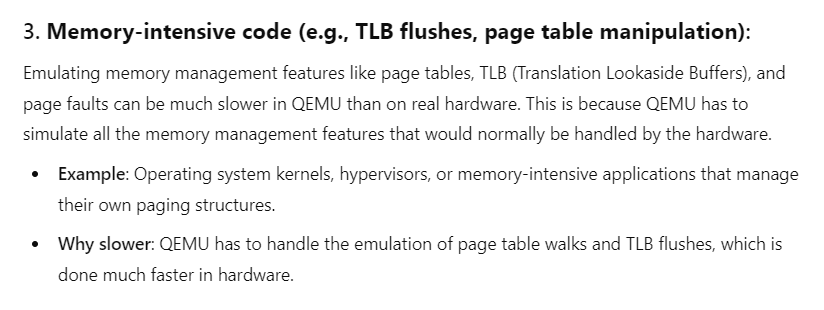 3. Memory-intensive code (e.g., TLB flushes, page table manipulation):
Emulating memory management features like page tables, TLB (Translation Lookaside Buffers), and
page faults can be much slower in QEMU than on real hardware. This is because QEMU has to
simulate all the memory management features that would normally be handled by the hardware.
• Example: Operating system kernels, hypervisors, or memory-intensive applications that manage
their own paging structures.
• Why slower: QEMU has to handle the emulation of page table walks and TLB flushes, which is
done much faster in hardware.